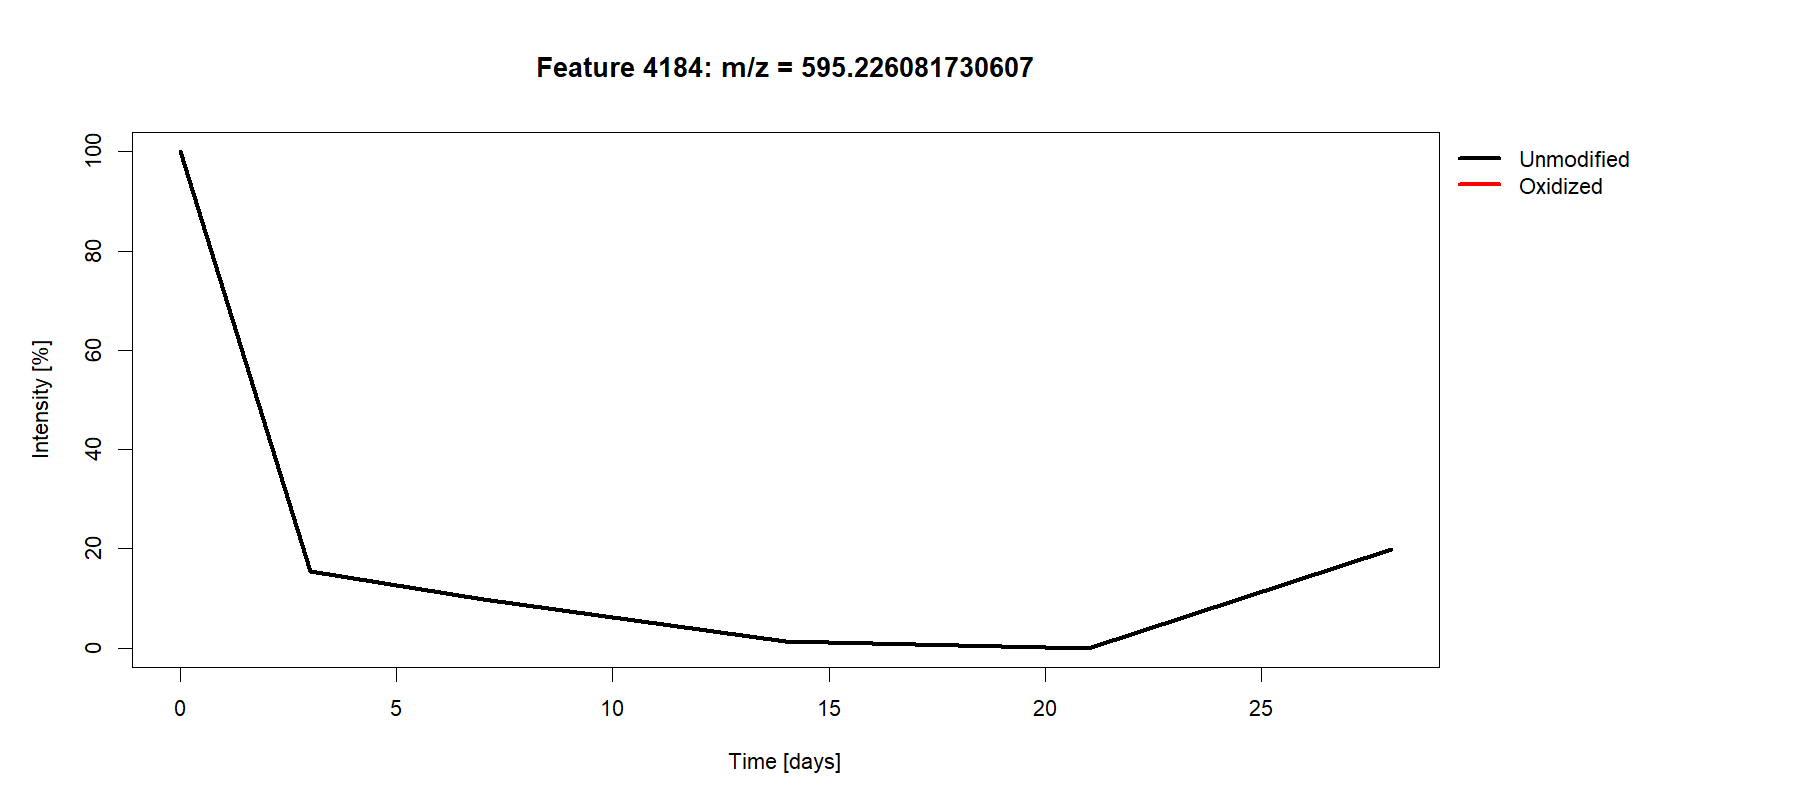 Feature 4184: m/z = 595.226081730607
Unmodified
Oxidized
Intensity [%]
100
80
60
40
20
0
0 5 10 15 20 25
Time [days]